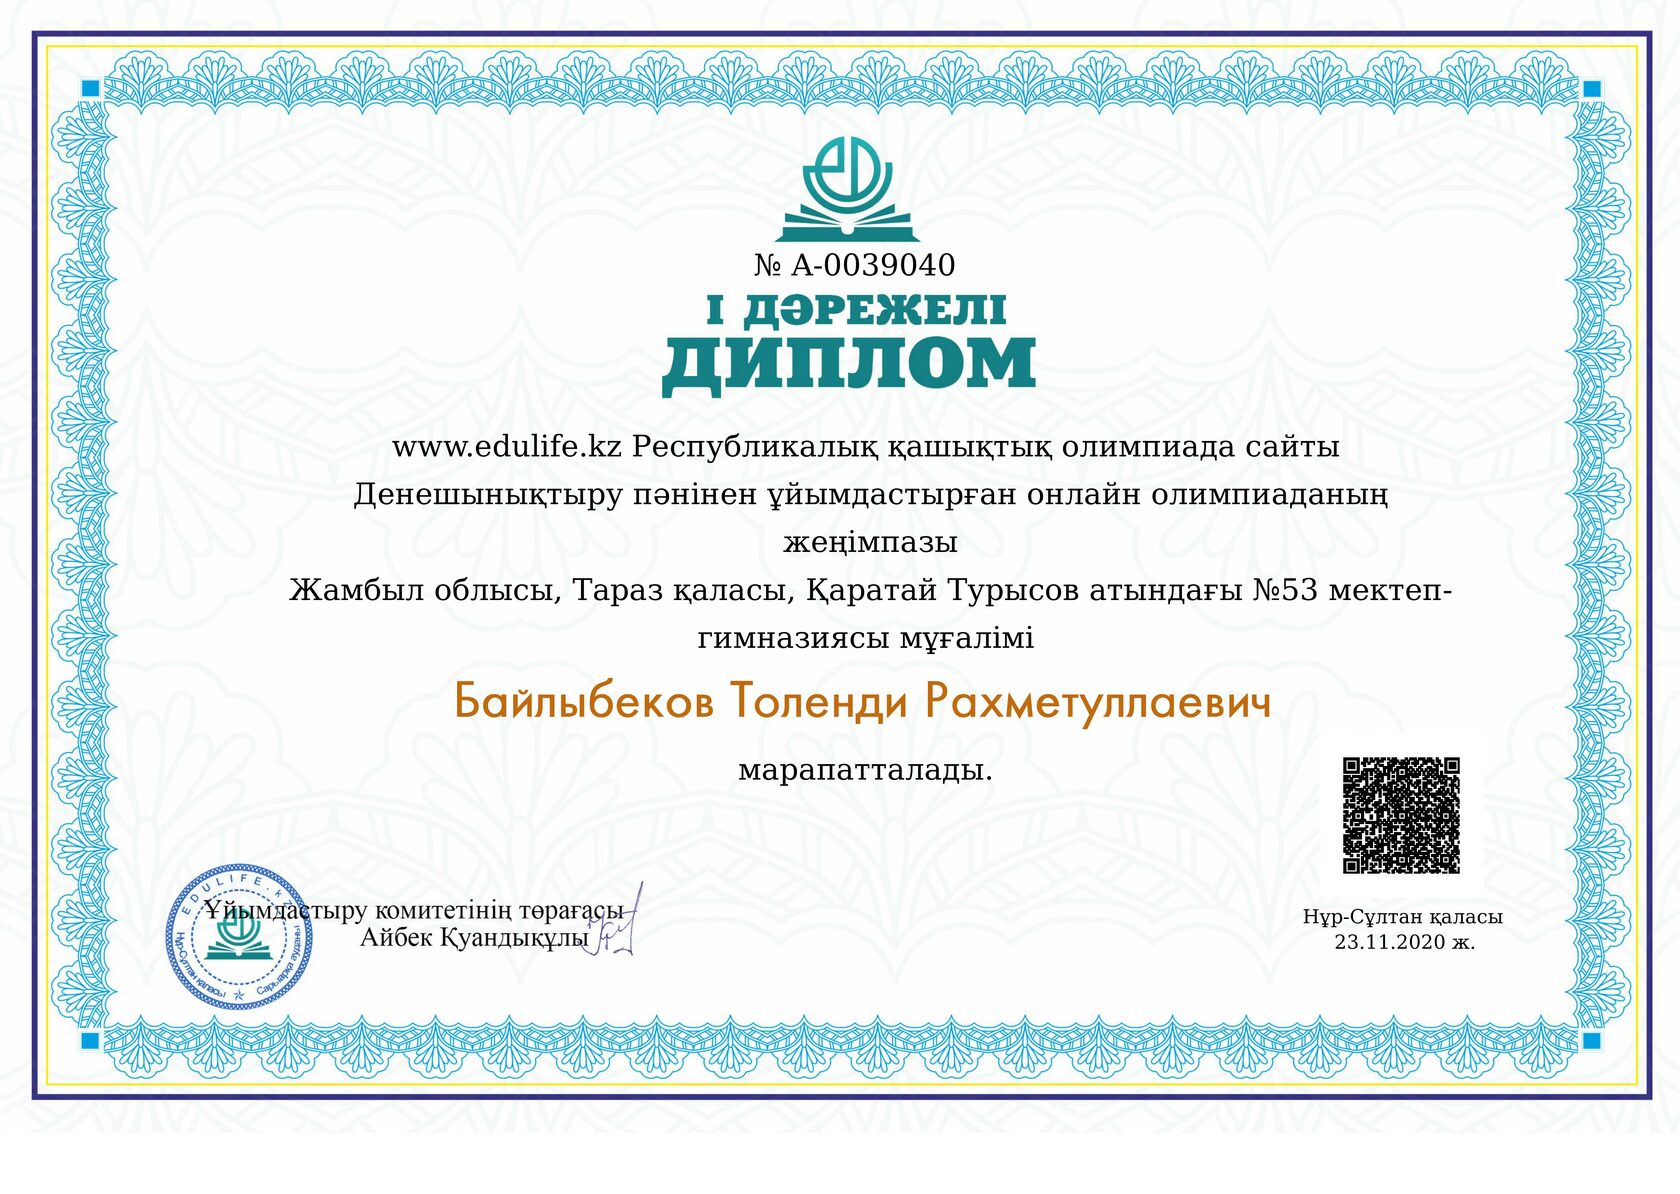 № А-0039040
І ДӘРЕЖЕЛІ
ДИПЛОМ
www.edulife.kz Республикалық қашықтық олимпиада сайты
Денешынықтыру пәнінен ұйымдастырған онлайн олимпиаданың
жеңімпазы
Жамбыл облысы, Тараз қаласы, Қаратай Турысов атындағы №53 мектеп-
гимназиясы мұғалімі
Байлыбеков Толенди Рахметуллаевич
марапатталады.
EDULIFE.kz
Нұр-Сұлтан қаласы
Сарыарқа ауданы
Ұйымдастыру комитетінің төрағасы
Айбек Қуандықұлы
Нұр-Сұлтан қаласы
23.11.2020 ж.